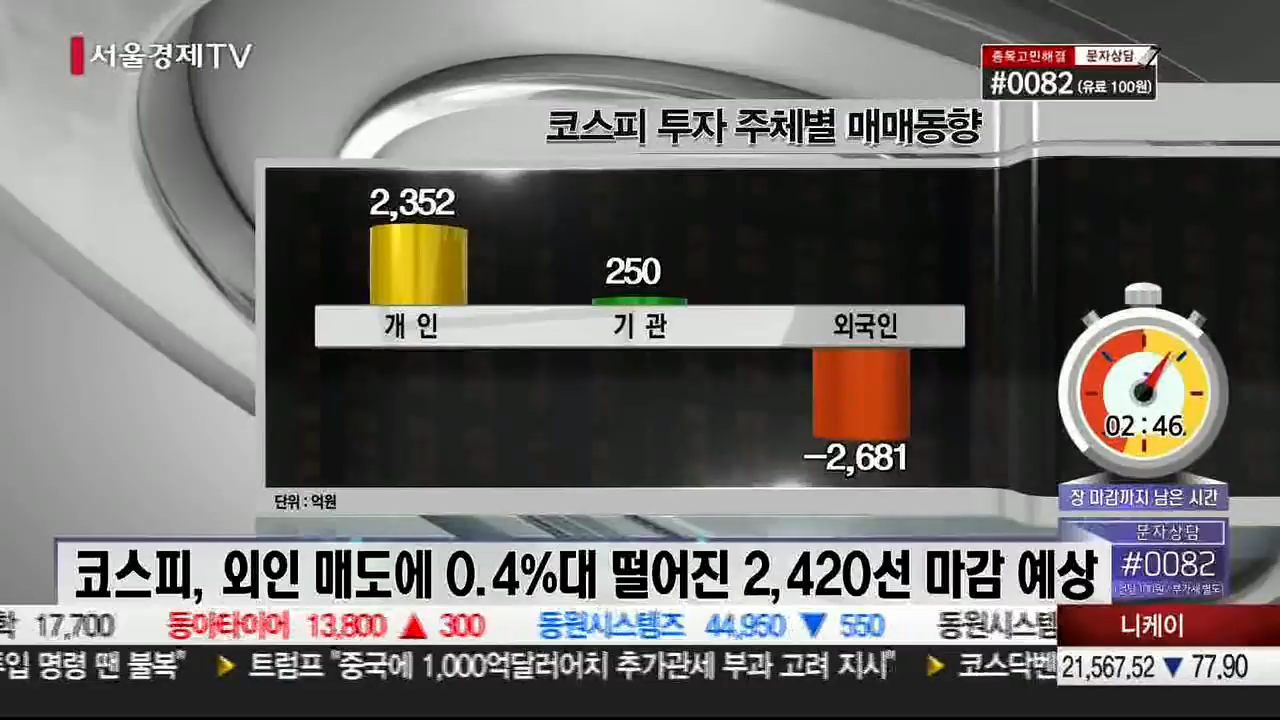 서울경제TV
종목고민해결 문자상담
#0082 (유료 100원)
코스피 투자 주체별 매매동향
2,352
250
개 인
기 관
외국인
-2,681
02:46
단위 : 억원
장 마감까지 남은 시간
문자상담
#0082
코스피, 외인 매도에 0.4%대 떨어진 2,420선 마감 예상
학 17,700 동아타이어 13,800 ▲ 300 동원시스템즈 44,950 ▼ 550 동원시스템
니케이
입 명령 땐 불복" ▶ 트럼프 "중국에 1,000억달러어치 추가관세 부과 고려 지시" ▶ 코스닥벤
21,567,52 ▼ 77,90